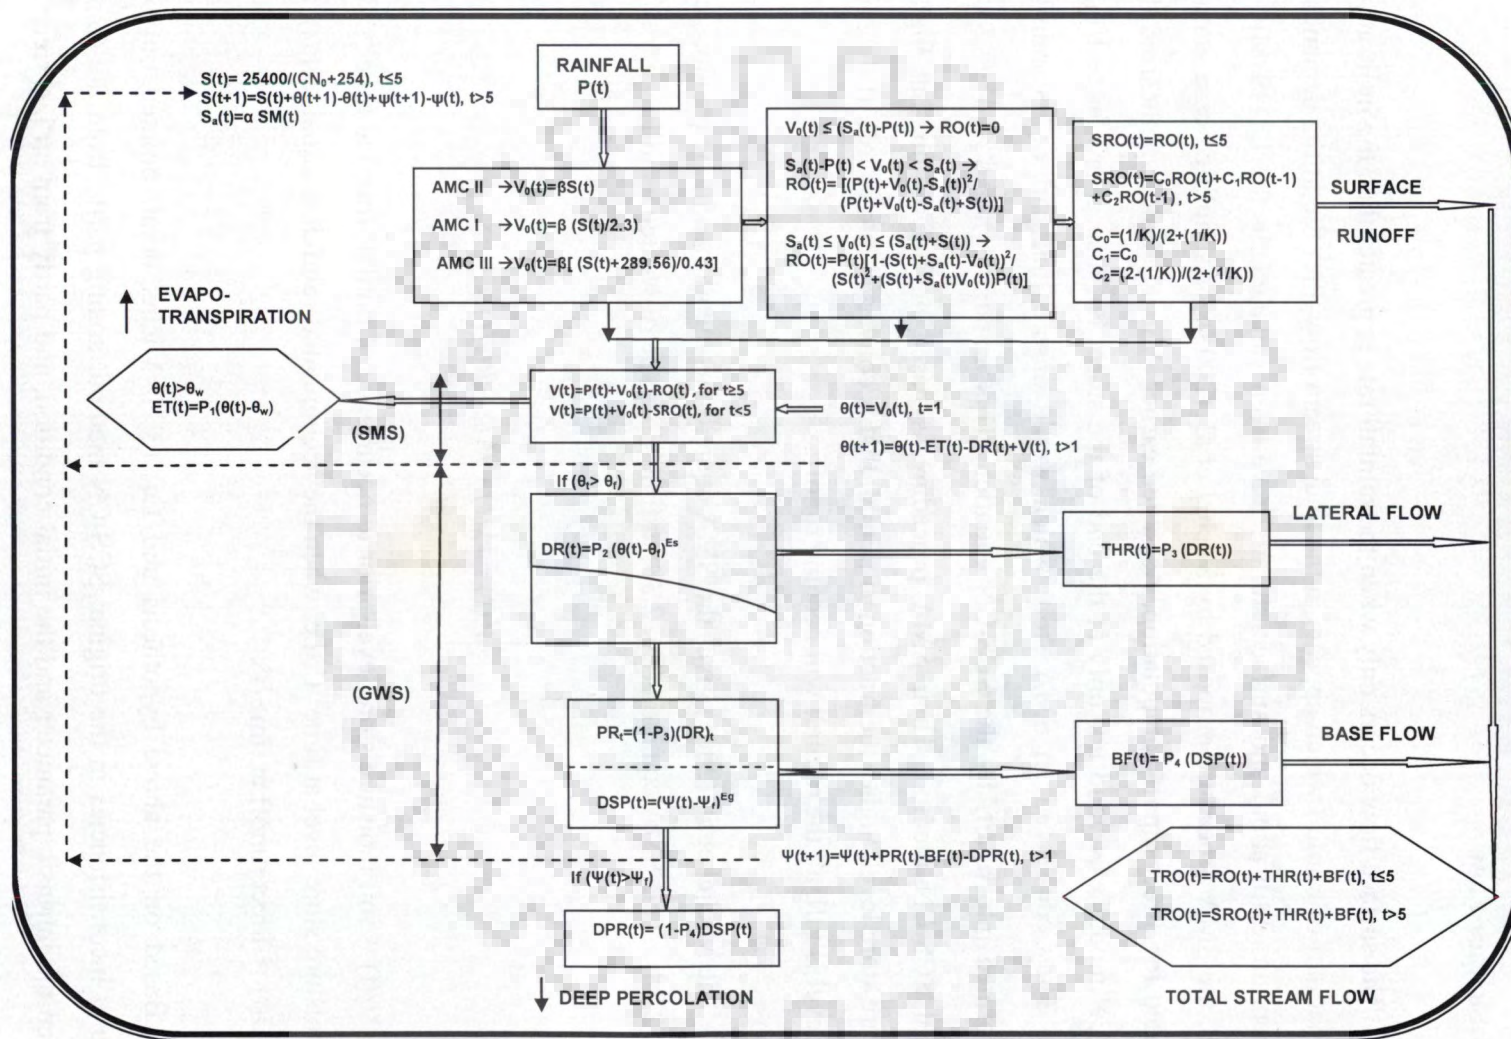 S(t)= 25400/(CN₀+254), t≤5
S(t+1)=S(t)+θ(t+1)-θ(t)+ψ(t+1)-ψ(t), t>5
Sₐ(t)=α SM(t)
RAINFALL
P(t)
AMC II →V₀(t)=βS(t)
AMC I →V₀(t)=β (S(t)/2.3)
AMC III →V₀(t)=β[ (S(t)+289.56)/0.43]
V₀(t) ≤ (Sₐ(t)-P(t)) → RO(t)=0
Sₐ(t)-P(t) < V₀(t) < Sₐ(t) →
RO(t)= [(P(t)+V₀(t)-Sₐ(t))²/
(P(t)+V₀(t)-Sₐ(t)+S(t))]
Sₐ(t) ≤ V₀(t) ≤ (Sₐ(t)+S(t)) →
RO(t)=P(t)[1-(S(t)+Sₐ(t)-V₀(t))²/
(S(t)²+(S(t)+Sₐ(t)V₀(t))P(t)]
SRO(t)=RO(t), t≤5
SRO(t)=C₀RO(t)+C₁RO(t-1)
+C₂RO(t-1) , t>5
C₀=(1/K)/(2+(1/K))
C₁=C₀
C₂=(2-(1/K))/(2+(1/K))
SURFACE
RUNOFF
EVAPO-
TRANSPIRATION
θ(t)>θw
ET(t)=P₁(θ(t)-θw)
(SMS)
V(t)=P(t)+V₀(t)-RO(t) , for t≥5
V(t)=P(t)+V₀(t)-SRO(t), for t<5
θ(t)=V₀(t), t=1
θ(t+1)=θ(t)-ET(t)-DR(t)+V(t), t>1
If (θt> θf)
DR(t)=P₂ (θ(t)-θf)^Es
LATERAL FLOW
THR(t)=P₃ (DR(t))
(GWS)
PRt=(1-P₃)(DR)t
DSP(t)=(Ψ(t)-Ψf)^Eg
BASE FLOW
BF(t)= P₄ (DSP(t))
Ψ(t+1)=Ψ(t)+PR(t)-BF(t)-DPR(t), t>1
If (Ψ(t)>Ψf)
DPR(t)= (1-P₄)DSP(t)
DEEP PERCOLATION
TRO(t)=RO(t)+THR(t)+BF(t), t≤5
TRO(t)=SRO(t)+THR(t)+BF(t), t>5
TOTAL STREAM FLOW